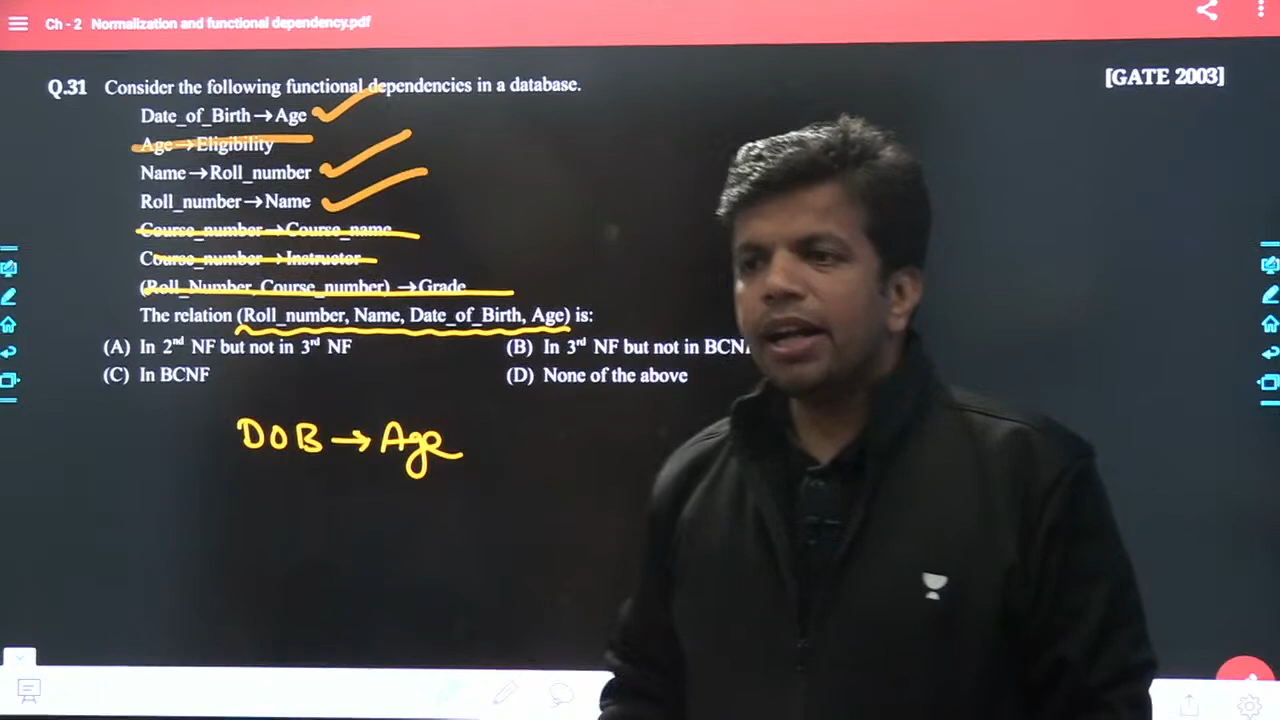 Ch - 2 Normalization and functional dependency.pdf
Q.31 Consider the following functional dependencies in a database. [GATE 2003]
Date_of_Birth→Age
Age→Eligibility
Name→Roll_number
Roll_number→Name
Course_number→Course_name
Course_number→Instructor
(Roll_Number, Course_number)→Grade
The relation (Roll_number, Name, Date_of_Birth, Age) is:
(A) In 2nd NF but not in 3rd NF
(B) In 3rd NF but not in BCN
(C) In BCNF
(D) None of the above
DOB → Age